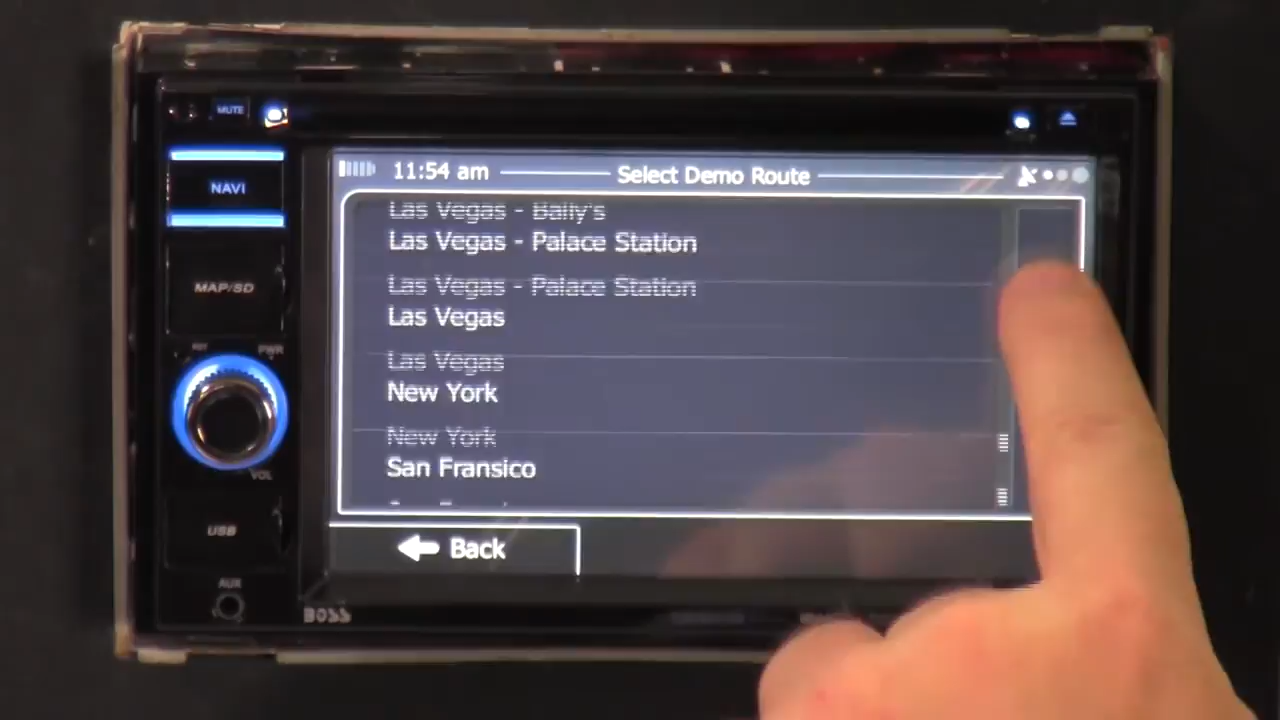 MUTE
NAVI
11:54 am
Select Demo Route
Las Vegas - Bally's
Las Vegas - Palace Station
Las Vegas - Palace Station
Las Vegas
MAP/SD
Las Vegas
New York
PWR
New York
San Fransico
VOL
USB
Back
AUX
BOSS